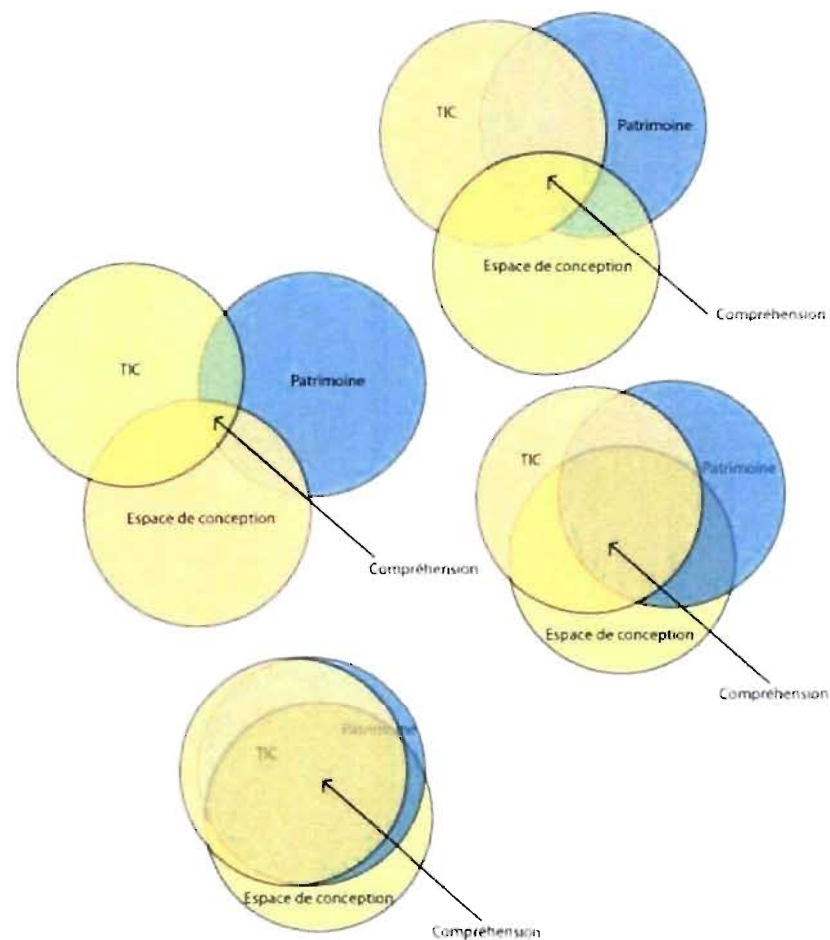 TIC
Patrimoine
Espace de conception
Compréhension
TIC
Patrimoine
Espace de conception
Compréhension
TIC
Patrimoine
Espace de conception
Compréhension
TIC
Patrimoine
Espace de conception
Compréhension